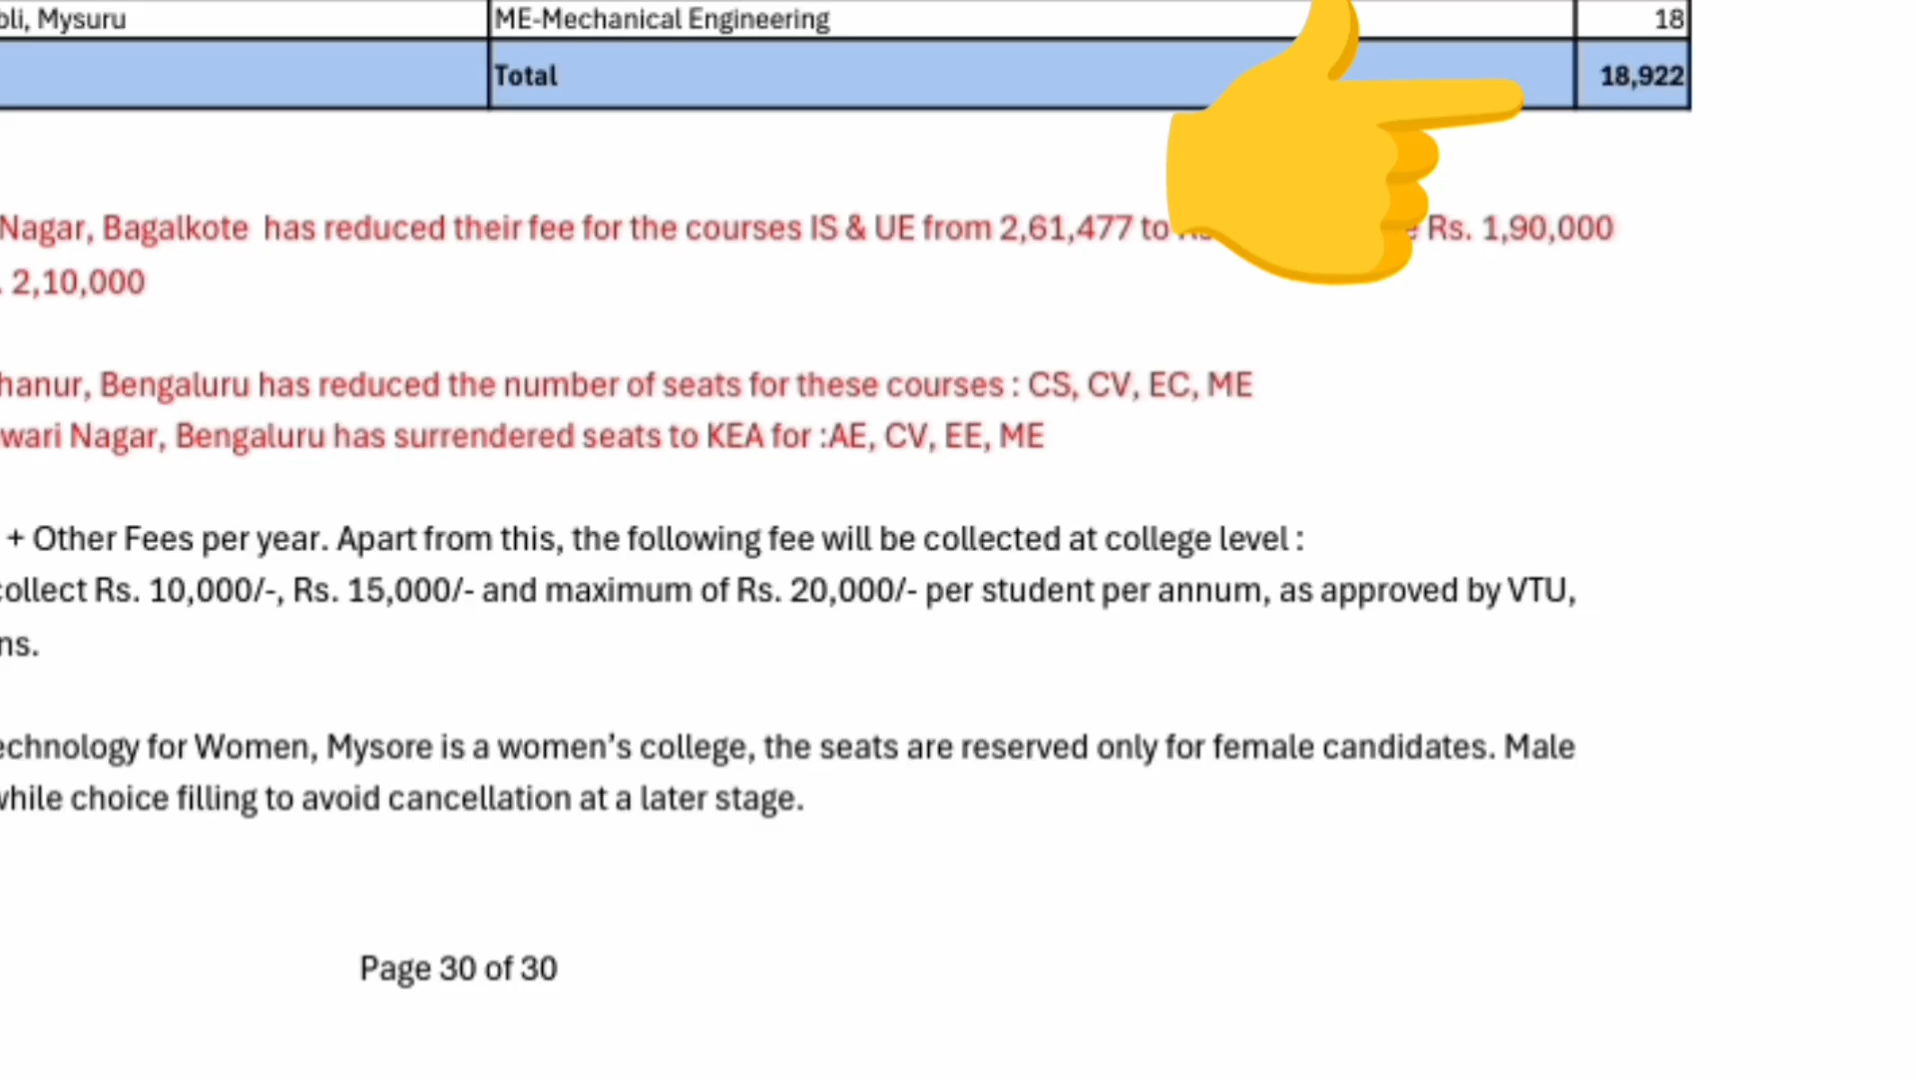 bli, Mysuru ME-Mechanical Engineering 18
Total 18,922
Nagar, Bagalkote has reduced their fee for the courses IS & UE from 2,61,477 to Rs. 1,90,000
. 2,10,000
hanur, Bengaluru has reduced the number of seats for these courses : CS, CV, EC, ME
wari Nagar, Bengaluru has surrendered seats to KEA for :AE, CV, EE, ME
+ Other Fees per year. Apart from this, the following fee will be collected at college level :
collect Rs. 10,000/-, Rs. 15,000/- and maximum of Rs. 20,000/- per student per annum, as approved by VTU,
ns.
echnology for Women, Mysore is a women’s college, the seats are reserved only for female candidates. Male
while choice filling to avoid cancellation at a later stage.
Page 30 of 30